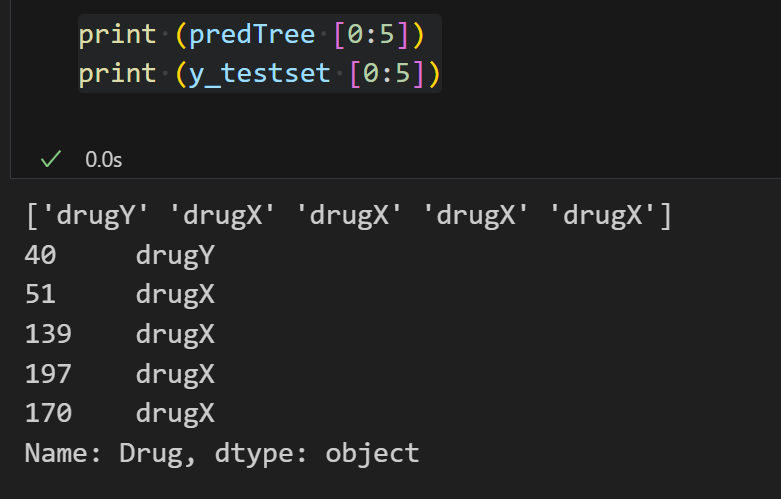 print (predTree [0:5])
print (y_testset [0:5])
0.0s
['drugY' 'drugX' 'drugX' 'drugX' 'drugX']
40     drugY
51     drugX
139    drugX
197    drugX
170    drugX
Name: Drug, dtype: object